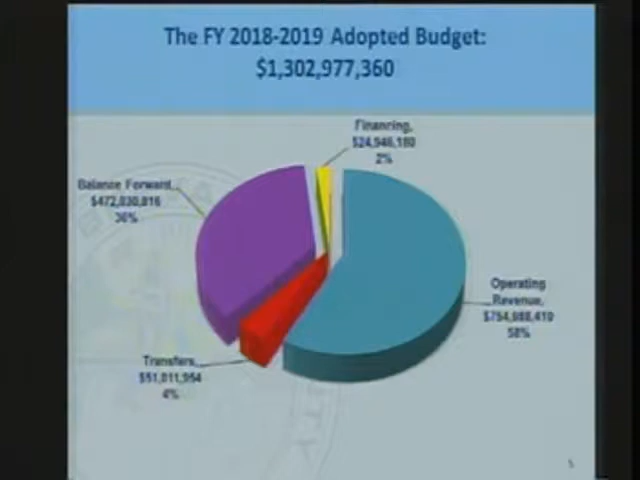 The FY 2018-2019 Adopted Budget:
$1,302,977,360
Financing,
$24,946,180
2%
Balance Forward,
$472,030,816
36%
Operating
Revenue,
$754,988,410
58%
Transfers,
$51,011,954
4%
5